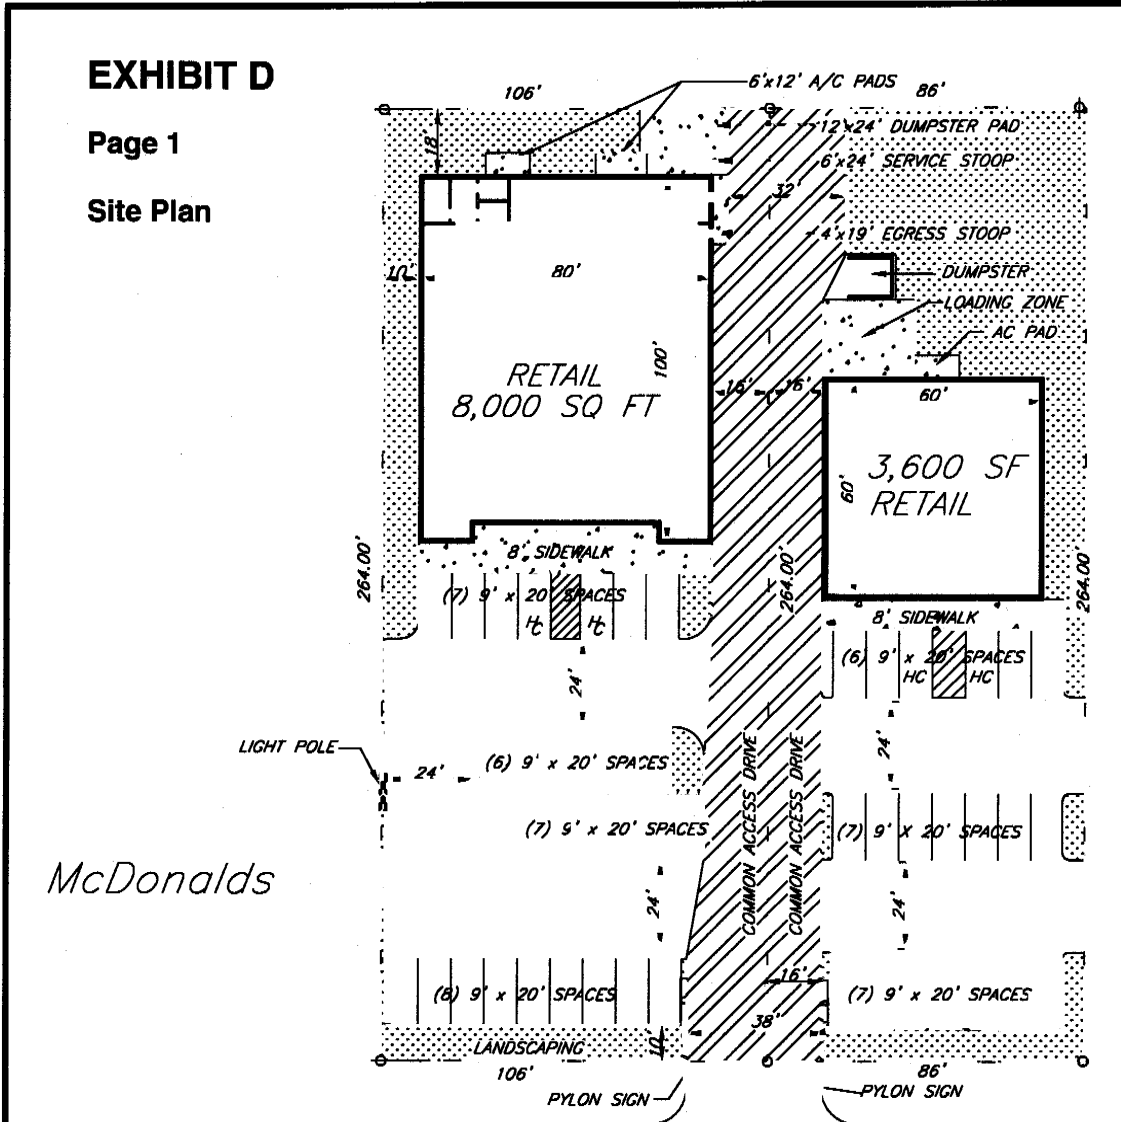 EXHIBIT D
Page 1
Site Plan
106'
6'x12' A/C PADS
86'
12'x24' DUMPSTER PAD
18'
6'x24' SERVICE STOOP
32'
4'x19' EGRESS STOOP
10'
80'
DUMPSTER
LOADING ZONE
AC PAD
100'
RETAIL
8,000 SQ FT
16'
16'
60'
60'
3,600 SF
RETAIL
264.00'
264.00'
264.00'
8' SIDEWALK
(7) 9' x 20' SPACES
HC
HC
8' SIDEWALK
(6) 9' x 20' SPACES
HC
HC
24'
24'
LIGHT POLE
24'
(6) 9' x 20' SPACES
COMMON ACCESS DRIVE
COMMON ACCESS DRIVE
(7) 9' x 20' SPACES
(7) 9' X 20' SPACES
McDonalds
24'
24'
16'
(8) 9' x 20' SPACES
(7) 9' x 20' SPACES
38'
10'
LANDSCAPING
106'
86'
PYLON SIGN
PYLON SIGN